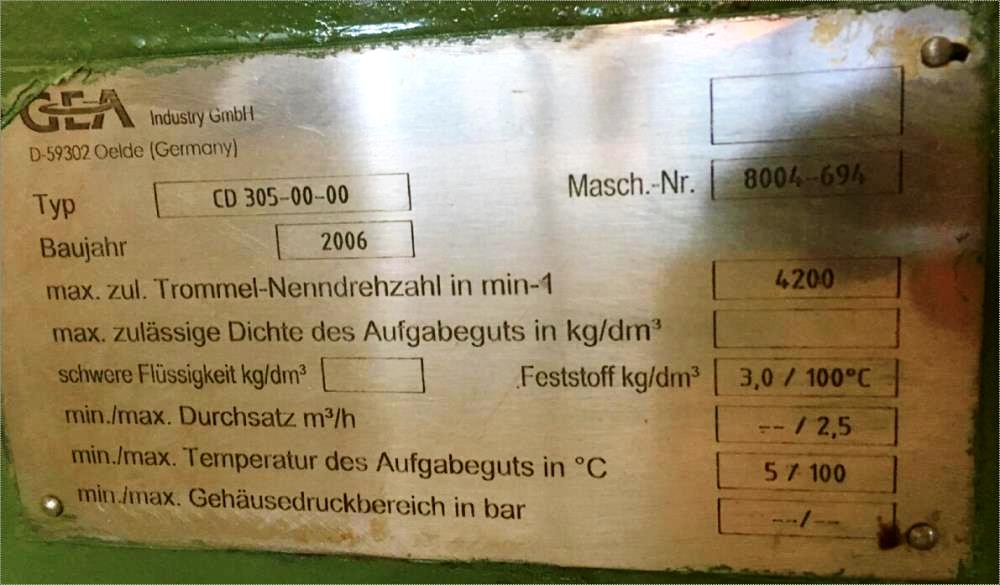 GEA Industry GmbH
D-59302 Oelde (Germany)
Masch.-Nr. 8004-694
Typ CD 305-00-00
Baujahr 2006
max. zul. Trommel-Nenndrehzahl in min-1 4200
max. zulässige Dichte des Aufgabeguts in kg/dm³
schwere Flüssigkeit kg/dm³ Feststoff kg/dm³ 3,0 / 100°C
min./max. Durchsatz m³/h -- / 2,5
min./max. Temperatur des Aufgabeguts in °C 5 / 100
min./max. Gehäusedruckbereich in bar --/--